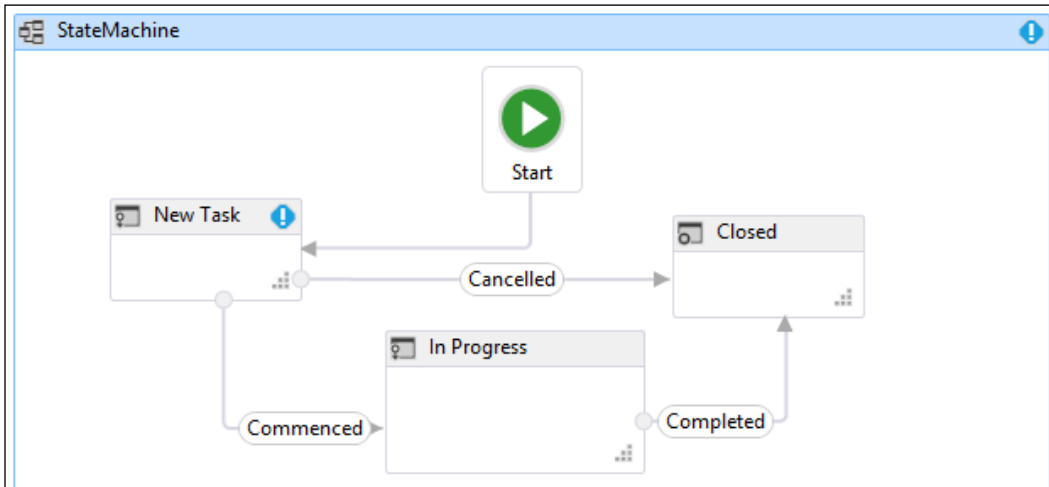 StateMachine
Start
New Task
Closed
Cancelled
In Progress
Commenced
Completed